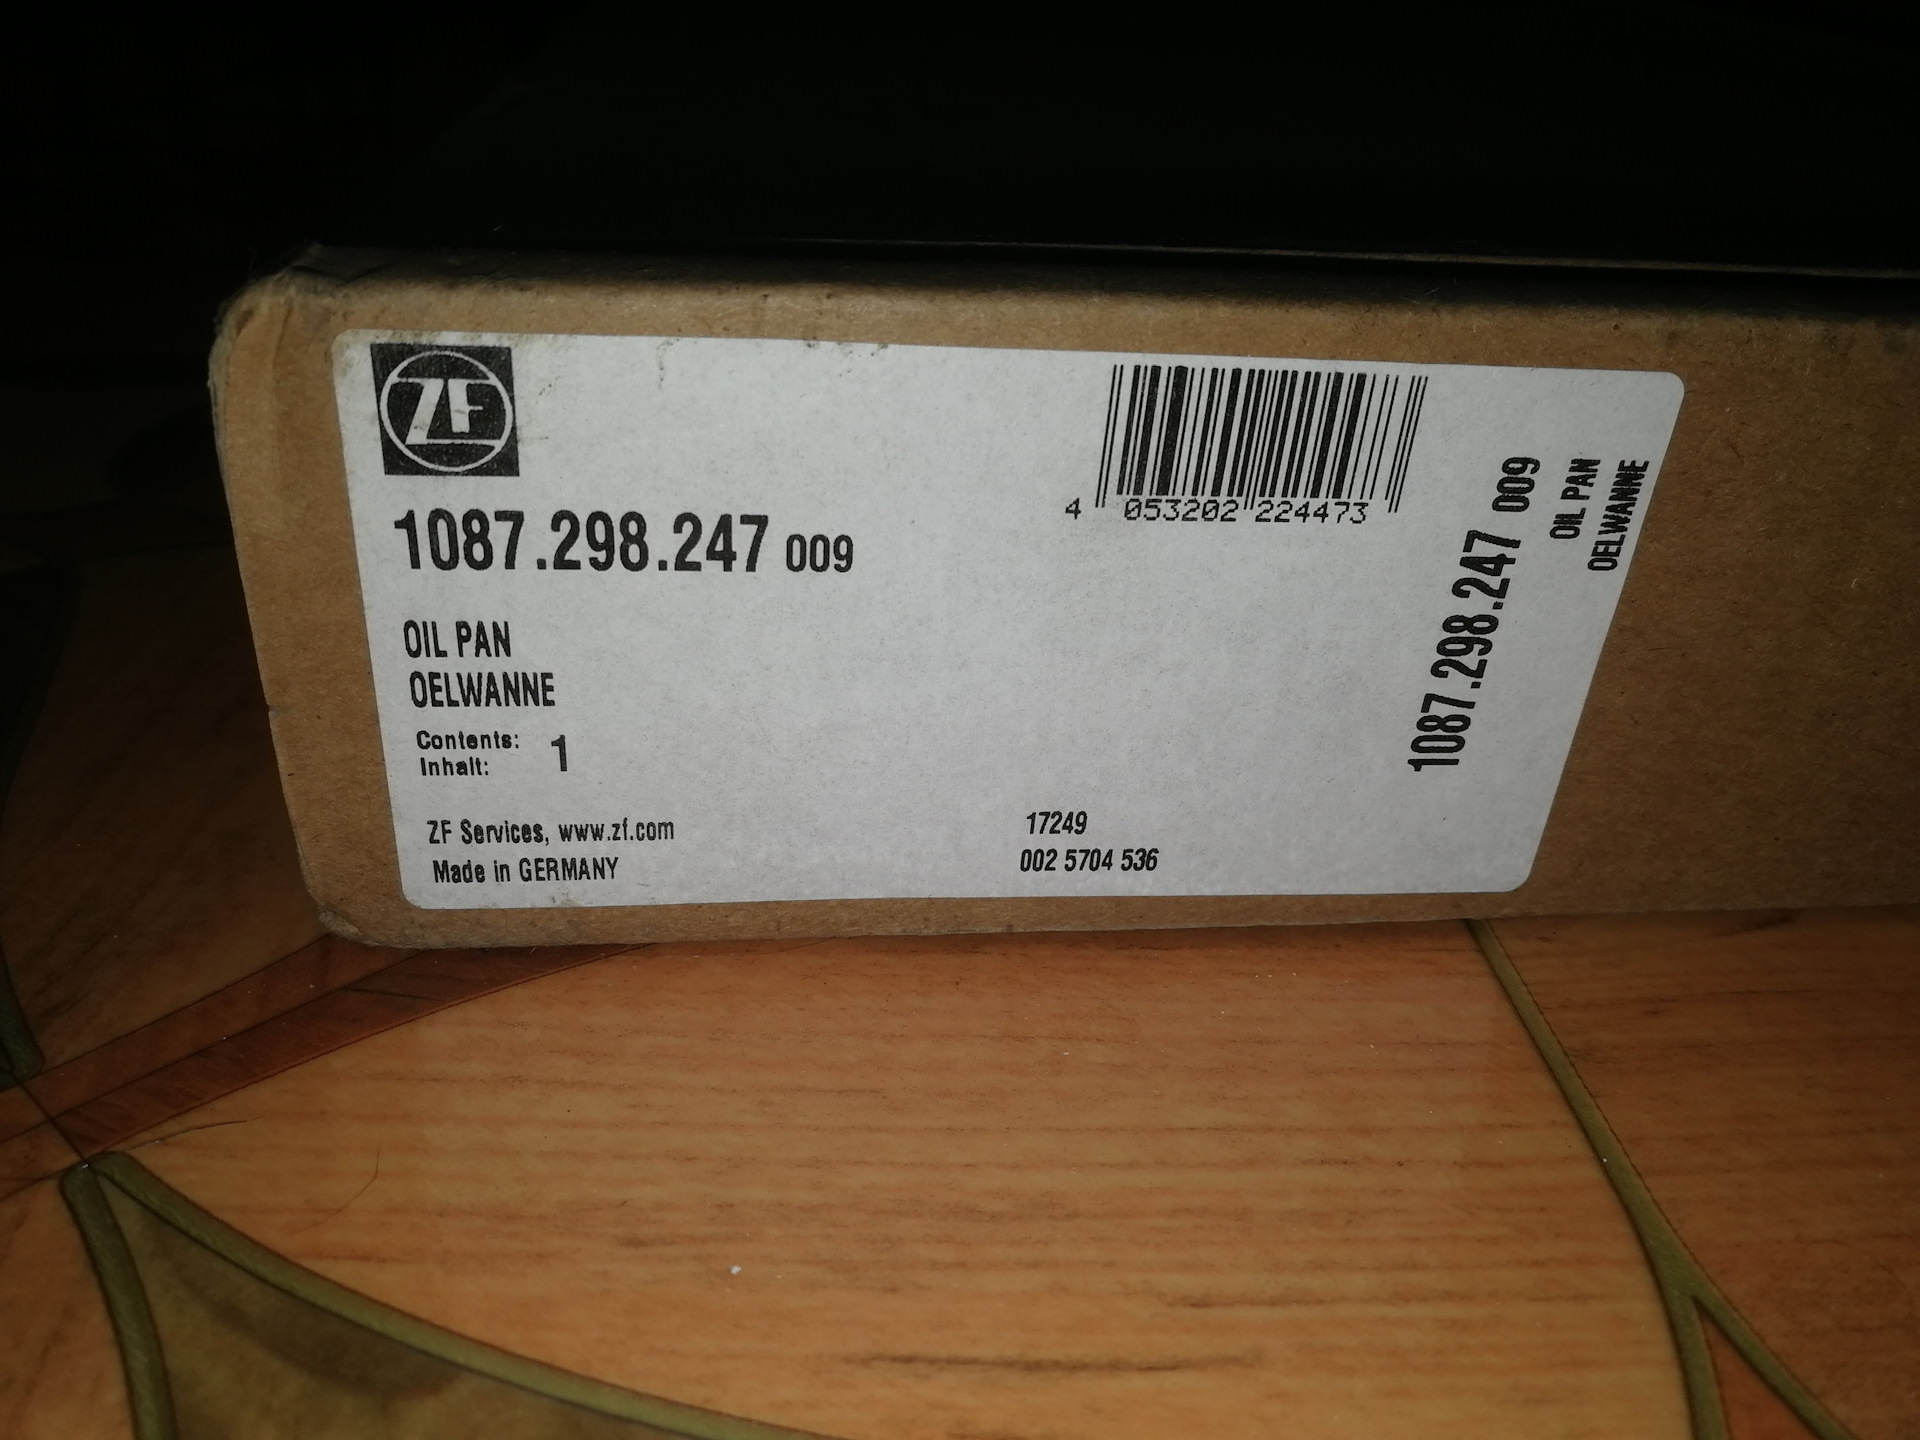 ZF
4 053202 224473
1087.298.247 009
OIL PAN
OELWANNE
Contents: 1
Inhalt:
ZF Services, www.zf.com
Made in GERMANY
17249
002 5704 536
1087.298.247 009
OIL PAN
OELWANNE